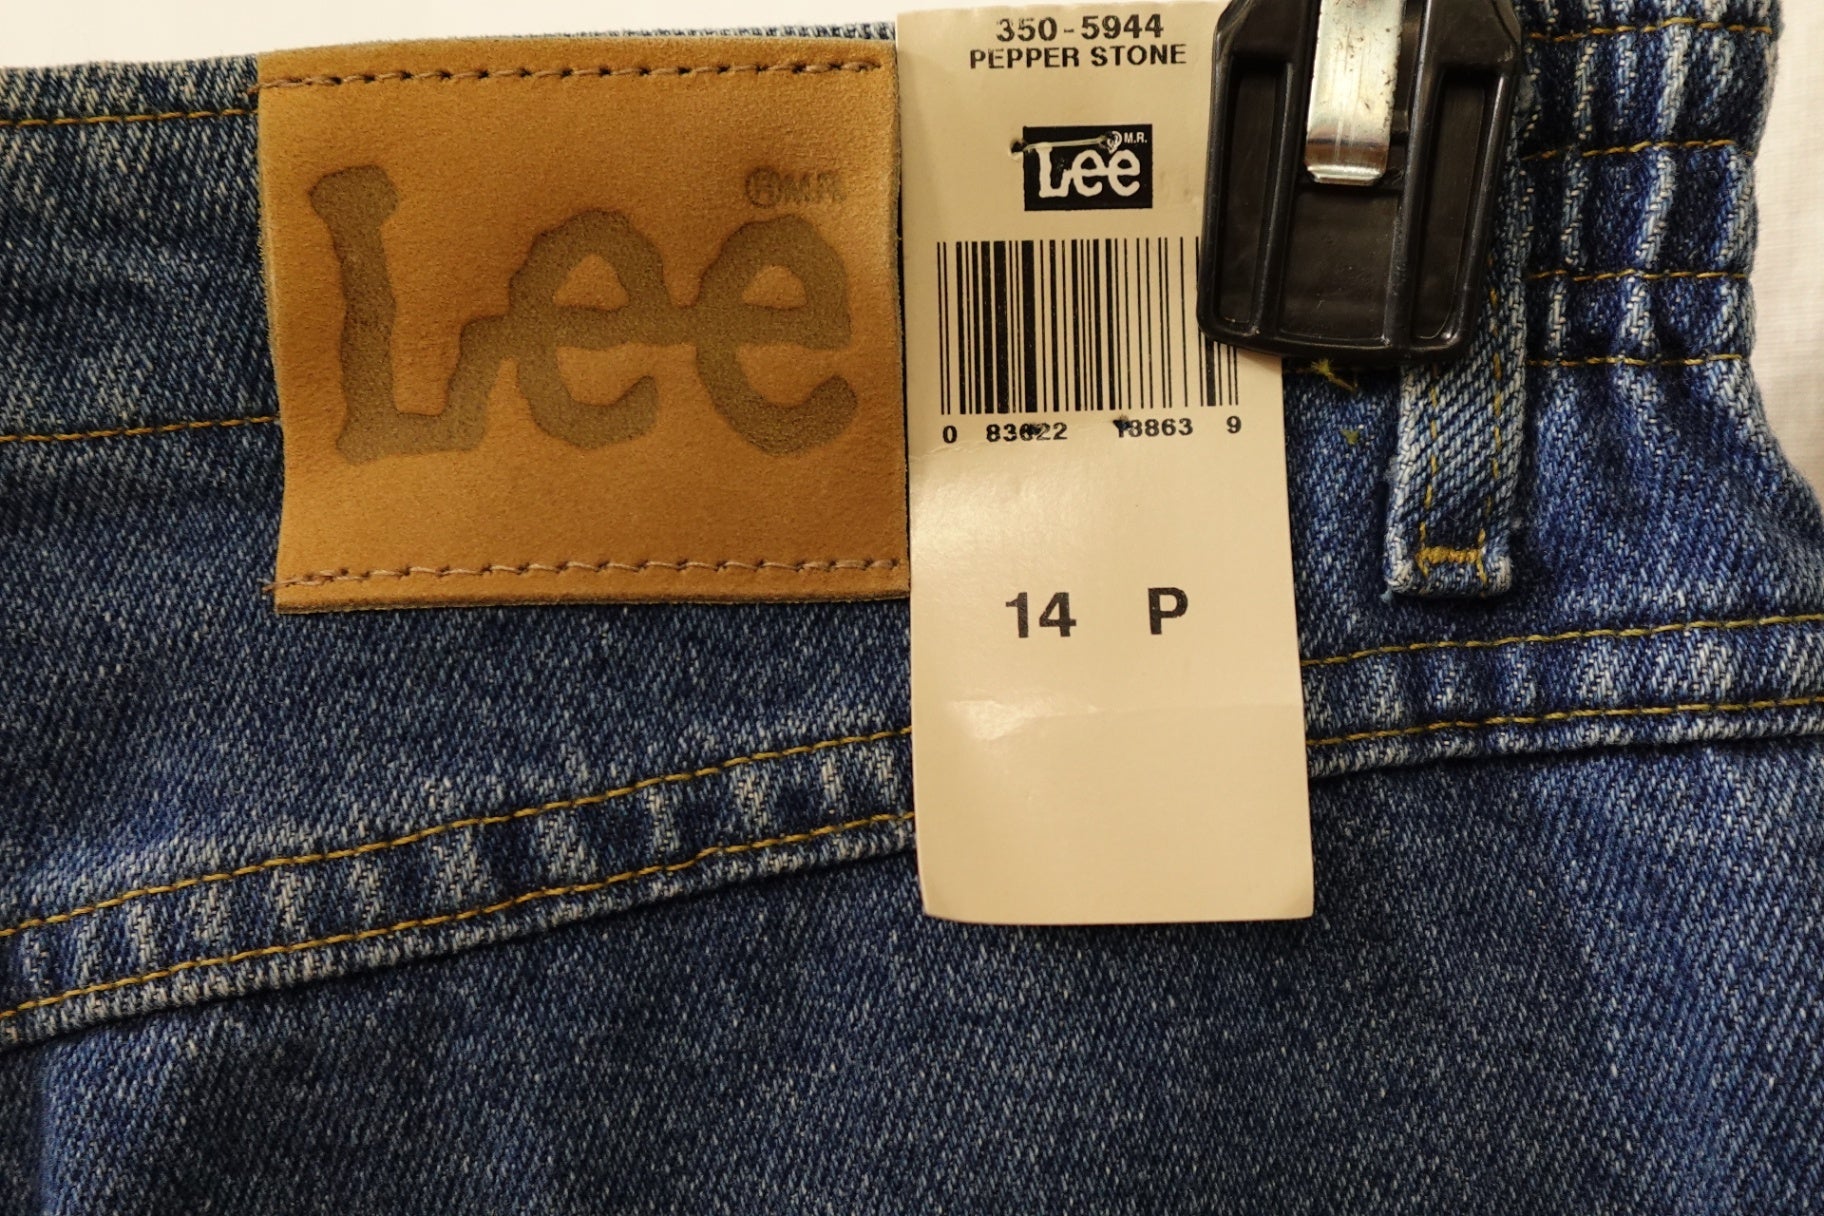 Lee
® M.R.
350-5944
PEPPER STONE
® M.R.
Lee
0 83622 18863 9
14 P